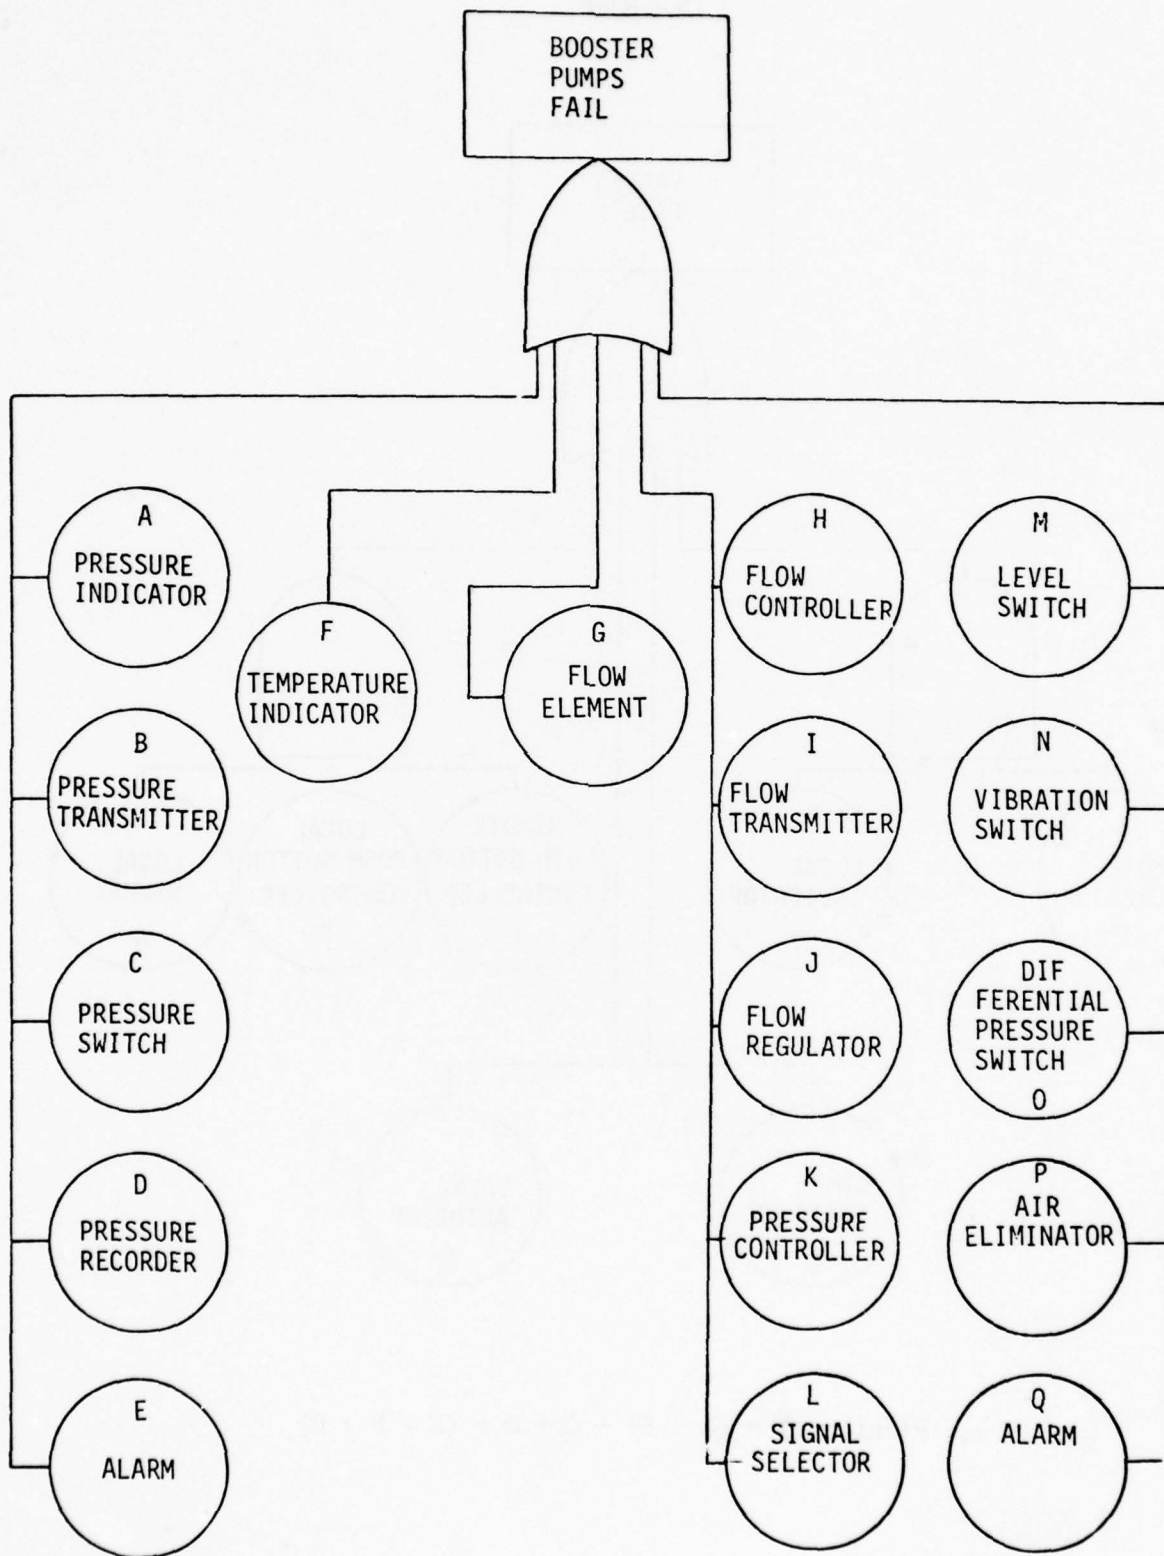 BOOSTER
PUMPS
FAIL
A
PRESSURE
INDICATOR
B
PRESSURE
TRANSMITTER
C
PRESSURE
SWITCH
D
PRESSURE
RECORDER
E
ALARM
F
TEMPERATURE
INDICATOR
G
FLOW
ELEMENT
H
FLOW
CONTROLLER
I
FLOW
TRANSMITTER
J
FLOW
REGULATOR
K
PRESSURE
CONTROLLER
L
SIGNAL
SELECTOR
M
LEVEL
SWITCH
N
VIBRATION
SWITCH
DIF
FERENTIAL
PRESSURE
SWITCH
O
P
AIR
ELIMINATOR
Q
ALARM